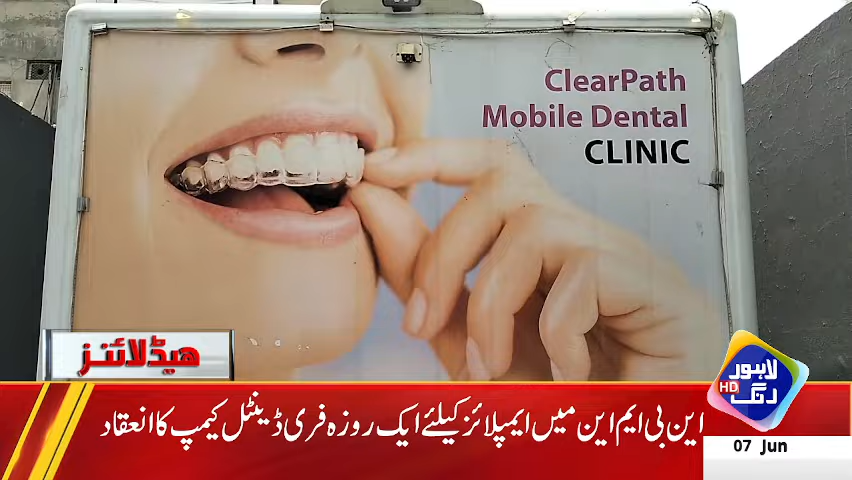 ClearPath
Mobile Dental
CLINIC
ہیڈلائنز
لاہور
رنگ
HD
این بی ایم این میں ایمپلائز کیلئے ایک روزہ فری ڈینٹل کیمپ کا انعقاد
07 Jun